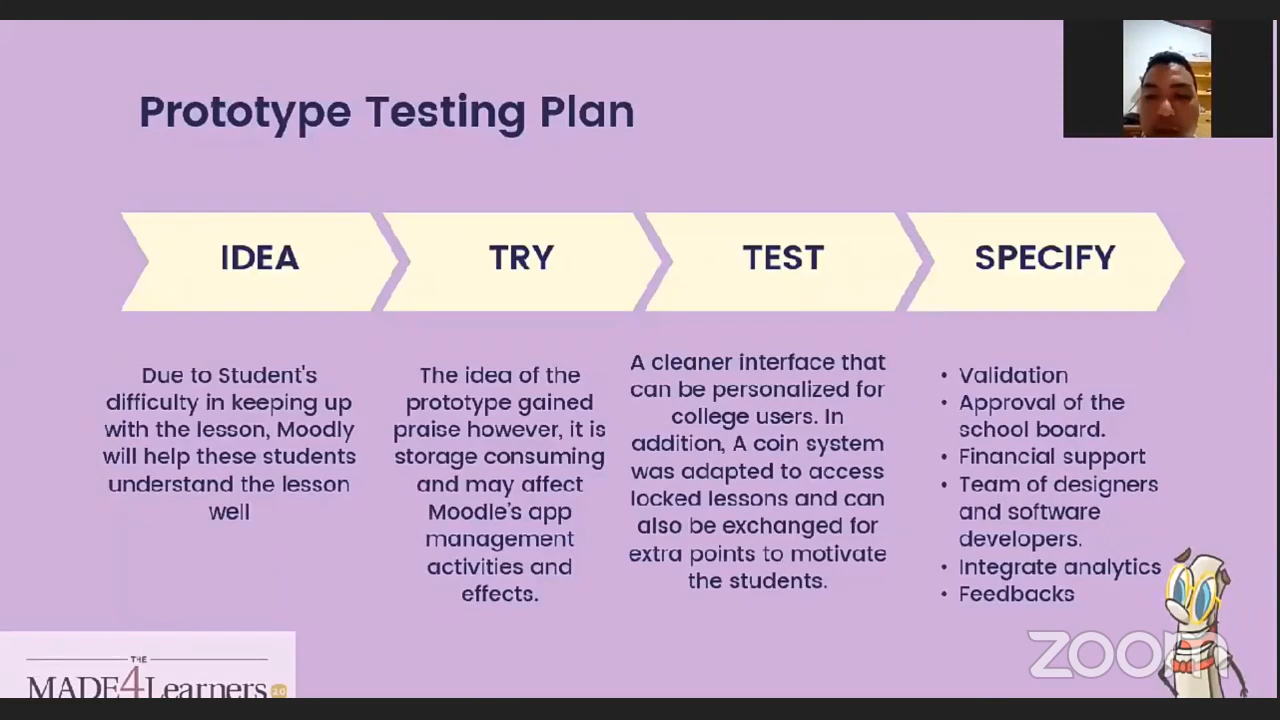 Prototype Testing Plan
IDEA
TRY
TEST
SPECIFY
Due to Student's
difficulty in keeping up
with the lesson, Moodly
will help these students
understand the lesson
well
The idea of the
prototype gained
praise however, it is
storage consuming
and may affect
Moodle's app
management
activities and
effects.
A cleaner interface that
can be personalized for
college users. In
addition, A coin system
was adapted to access
locked lessons and can
also be exchanged for
extra points to motivate
the students.
• Validation
• Approval of the
school board.
• Financial support
• Team of designers
and software
developers.
• Integrate analytics
• Feedbacks
THE
MADE4Learners 2.0
zoom